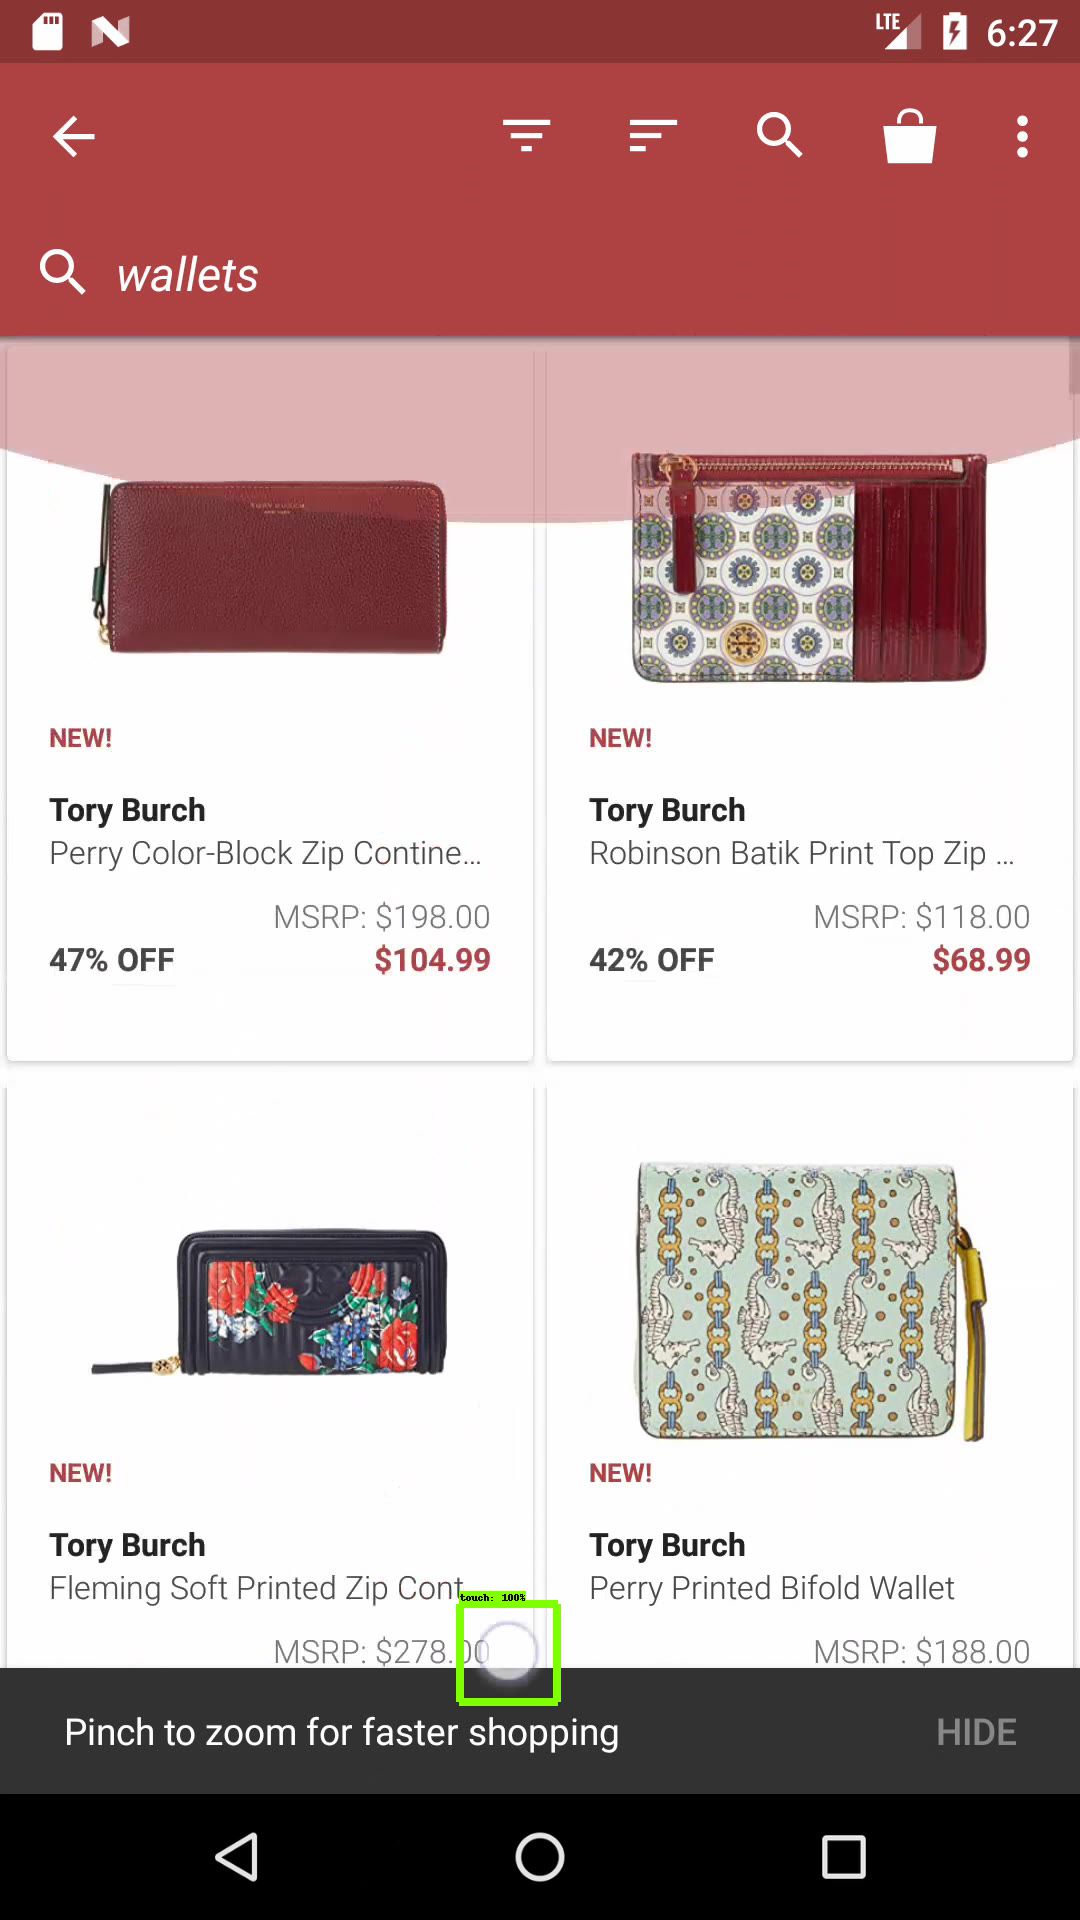 LTE 6:27
wallets
TORY BURCH
NEW!
NEW!
Tory Burch
Tory Burch
Perry Color-Block Zip Contine...
Robinson Batik Print Top Zip ...
MSRP: $198.00
MSRP: $118.00
47% OFF $104.99
42% OFF $68.99
NEW!
NEW!
Tory Burch
Tory Burch
Fleming Soft Printed Zip Cont
Perry Printed Bifold Wallet
touch: 100%
MSRP: $278.00
MSRP: $188.00
Pinch to zoom for faster shopping HIDE